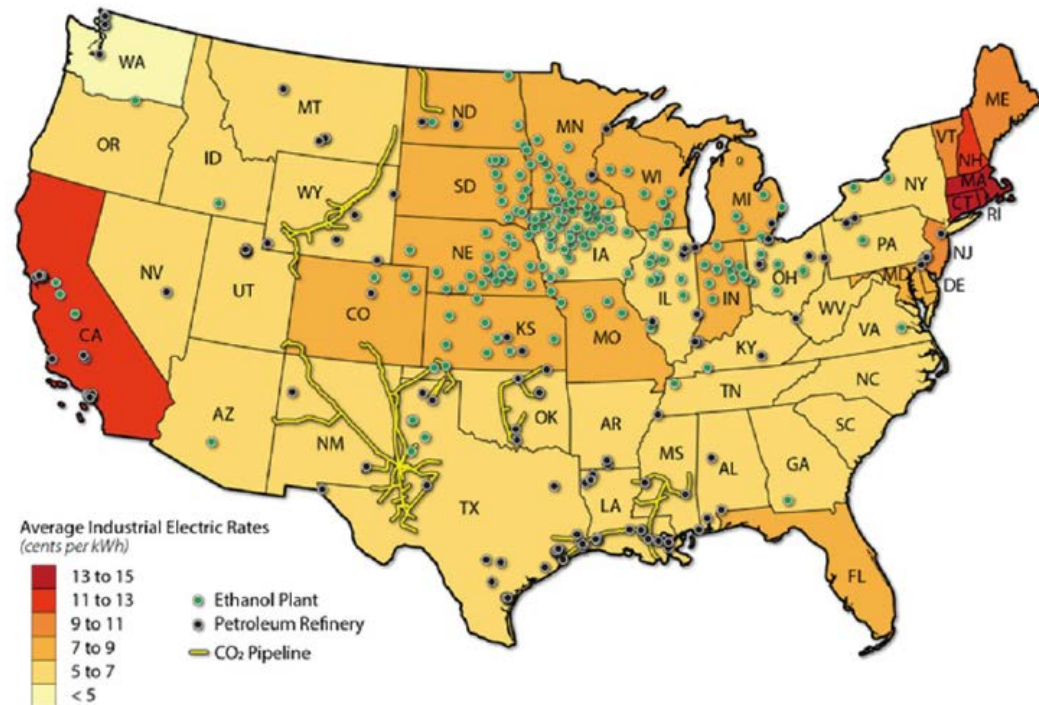 WA
MT
ND
MN
ME
VT
NH
MA
CT
RI
OR
ID
WY
SD
WI
MI
NY
NE
IA
PA
NJ
NV
UT
CO
IL
IN
OH
MD
DE
CA
KS
MO
WV
VA
KY
AZ
NM
OK
AR
TN
NC
SC
TX
LA
MS
AL
GA
FL
Average Industrial Electric Rates
(cents per kWh)
13 to 15
11 to 13
9 to 11
7 to 9
5 to 7
< 5
Ethanol Plant
Petroleum Refinery
CO₂ Pipeline